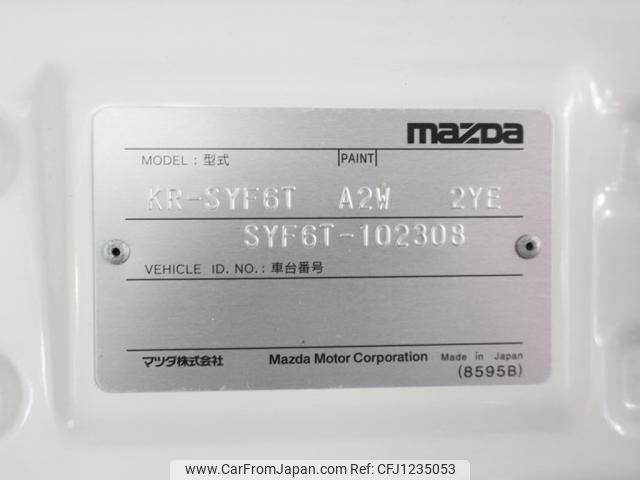 mazda
MODEL : 型式 PAINT
KR-SYF6T A2W 2YE
SYF6T-102308
VEHICLE ID. NO. : 車台番号
マツダ株式会社 Mazda Motor Corporation Made in Japan
(8595B)
www.CarFromJapan.com | CFJ1235053